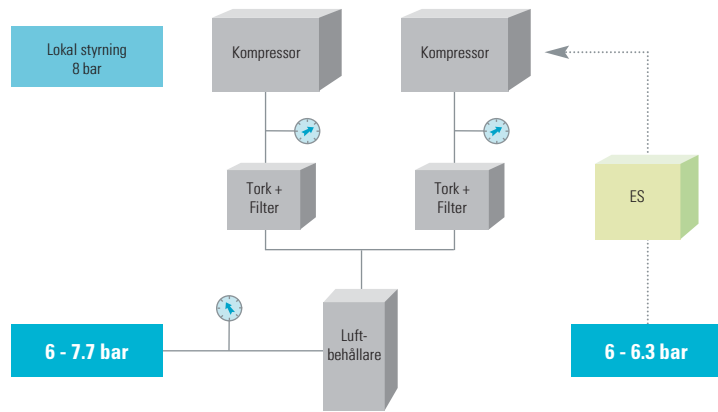 Lokal styrning
8 bar
Kompressor
Kompressor
Tork +
Filter
Tork +
Filter
ES
6 - 7.7 bar
Luft-
behållare
6 - 6.3 bar